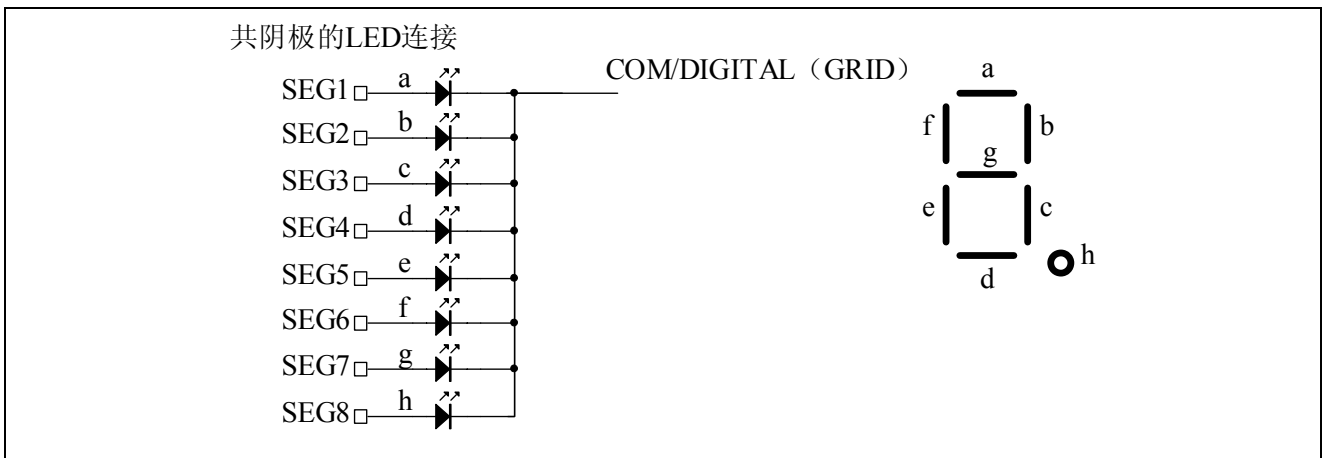 共阴极的LED连接
COM/DIGITAL（GRID）
SEG1 a
SEG2 b
SEG3 c
SEG4 d
SEG5 e
SEG6 f
SEG7 g
SEG8 h
a
f b
g
e c
h
d